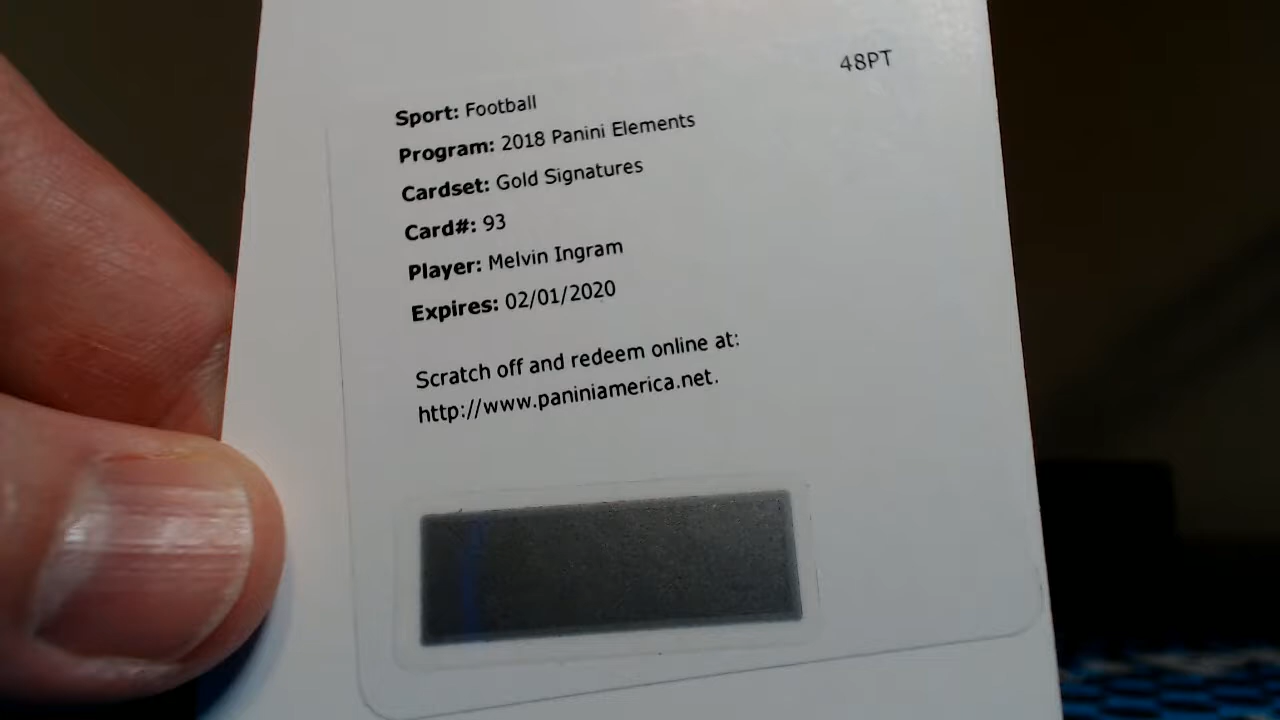 48PT
Sport: Football
Program: 2018 Panini Elements
Cardset: Gold Signatures
Card#: 93
Player: Melvin Ingram
Expires: 02/01/2020
Scratch off and redeem online at:
http://www.paniniamerica.net.